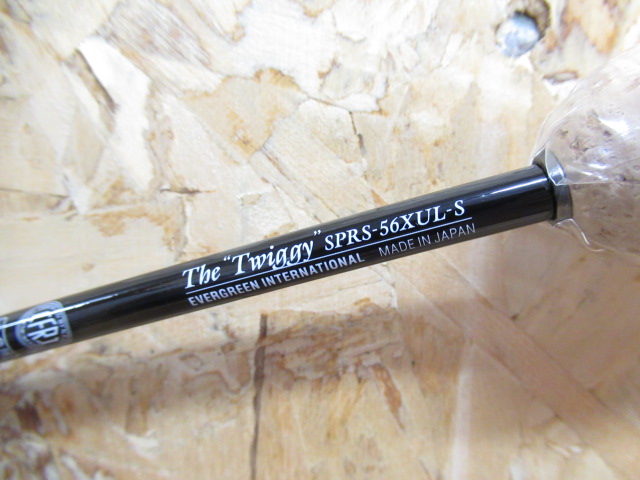 The "Twiggy" SPRS-56XUL-S
EVERGREEN INTERNATIONAL MADE IN JAPAN